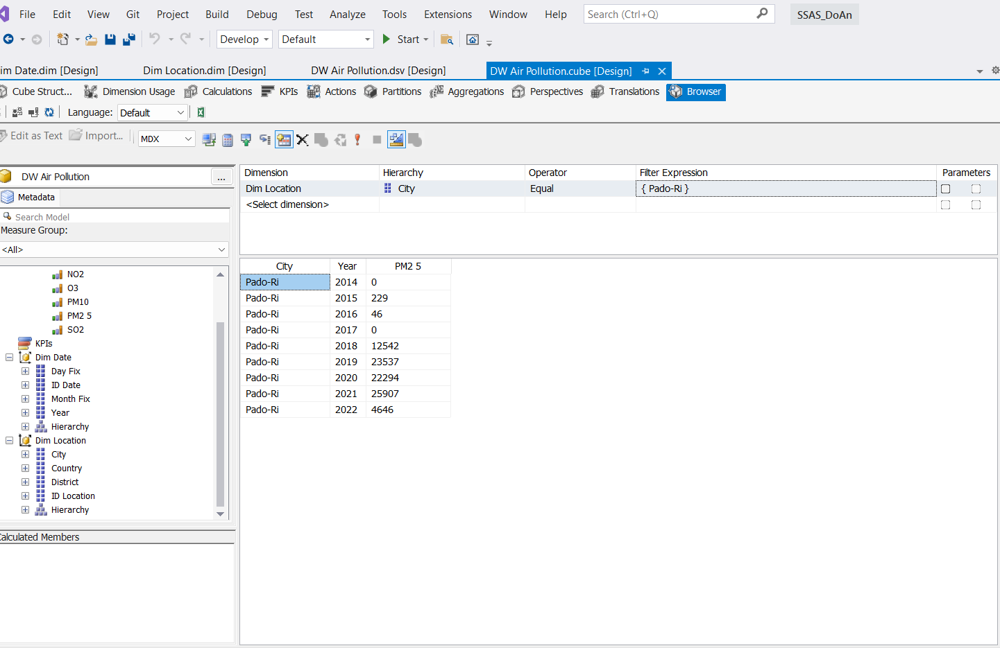 File Edit View Git Project Build Debug Test Analyze Tools Extensions Window Help Search (Ctrl+Q) SSAS_DoAn
Develop Default Start
im Date.dim [Design] Dim Location.dim [Design] DW Air Pollution.dsv [Design] DW Air Pollution.cube [Design]
Cube Struct... Dimension Usage Calculations KPIs Actions Partitions Aggregations Perspectives Translations Browser
Language: Default
Edit as Text Import... MDX
DW Air Pollution ...
Metadata
Search Model
Measure Group:
<All>
NO2
O3
PM10
PM2 5
SO2
KPIs
Dim Date
Day Fix
ID Date
Month Fix
Year
Hierarchy
Dim Location
City
Country
District
ID Location
Hierarchy
Calculated Members
Dimension Hierarchy Operator Filter Expression Parameters
Dim Location City Equal { Pado-Ri }
<Select dimension>
City Year PM2 5
Pado-Ri 2014 0
Pado-Ri 2015 229
Pado-Ri 2016 46
Pado-Ri 2017 0
Pado-Ri 2018 12542
Pado-Ri 2019 23537
Pado-Ri 2020 22294
Pado-Ri 2021 25907
Pado-Ri 2022 4646